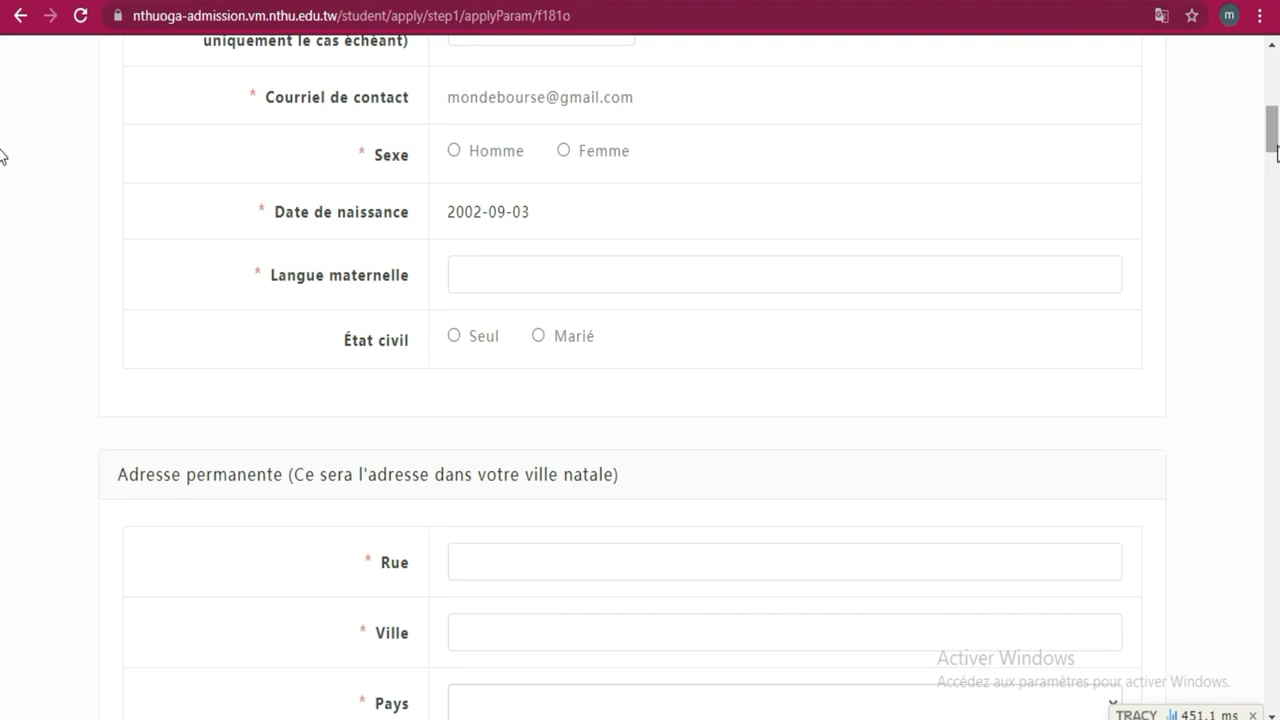 nthuoga-admission.vm.nthu.edu.tw/student/apply/step1/applyParam/f181o
m
uniquement le cas échéant)
* Courriel de contact mondebourse@gmail.com
* Sexe Homme Femme
* Date de naissance 2002-09-03
* Langue maternelle
État civil Seul Marié
Adresse permanente (Ce sera l'adresse dans votre ville natale)
* Rue
* Ville
Activer Windows
Accédez aux paramètres pour activer Windows.
* Pays
TRACY 451.1 ms ×